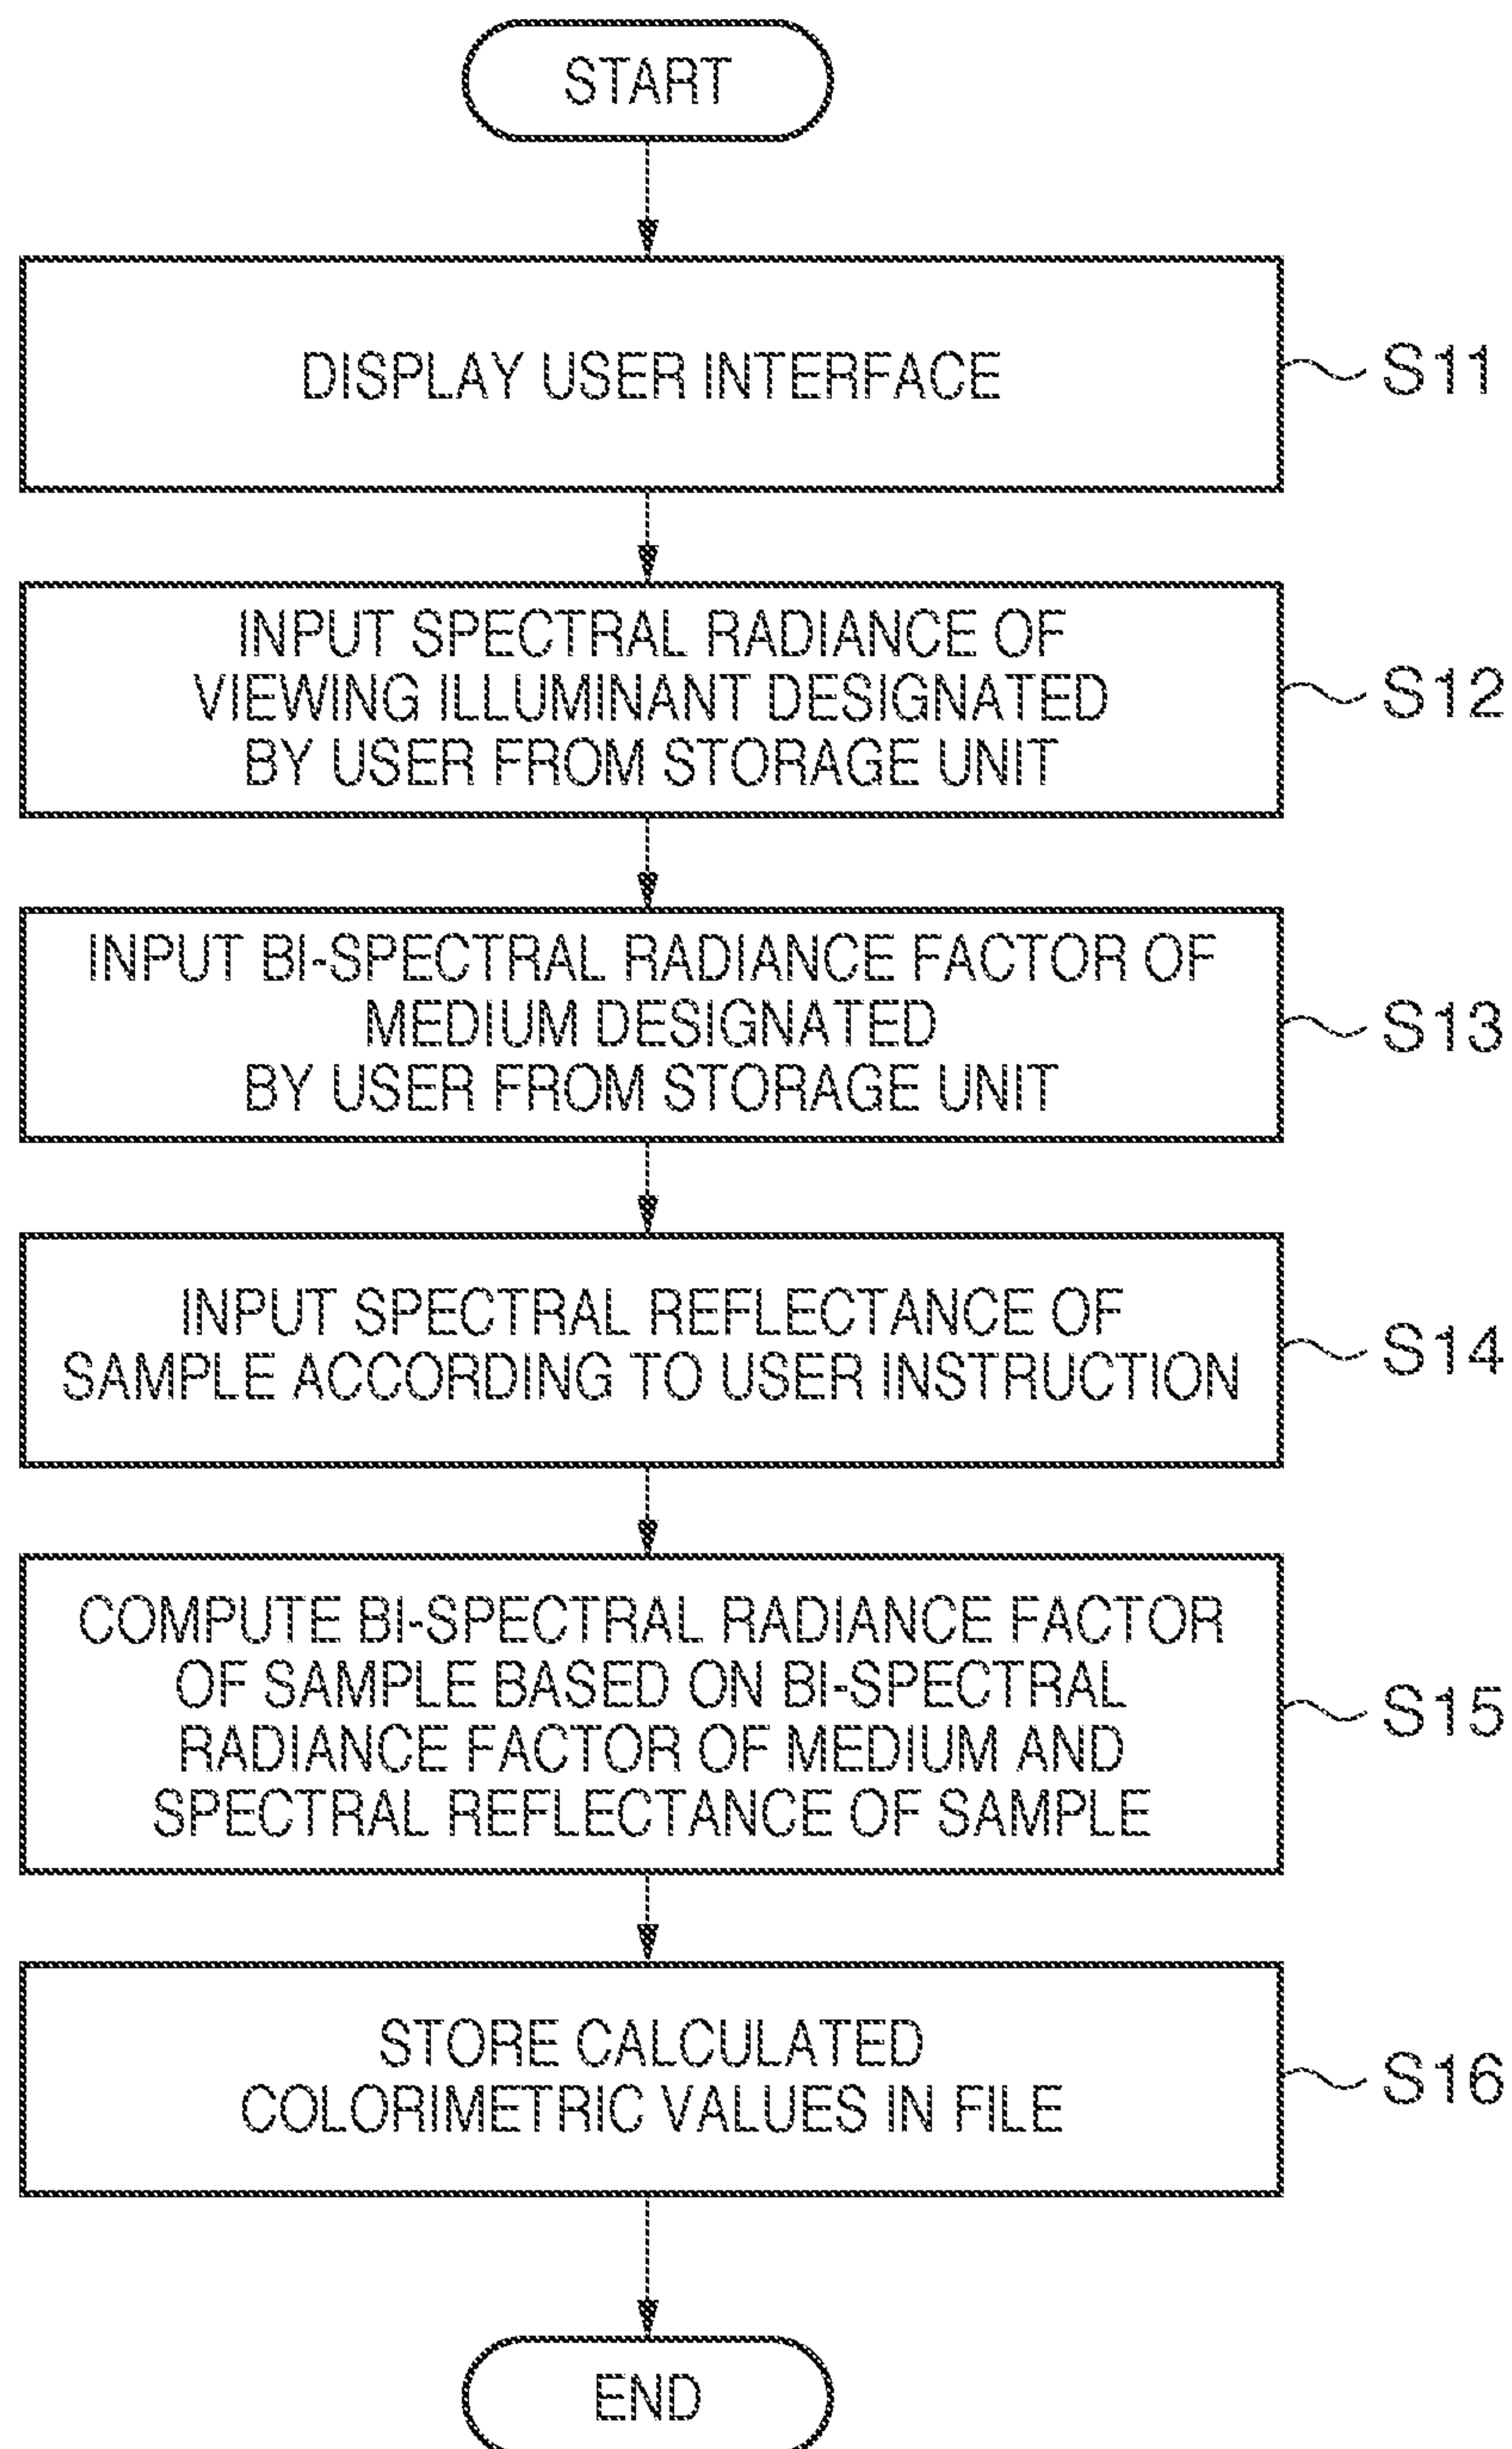 START
DISPLAY USER INTERFACE
S11
INPUT SPECTRAL RADIANCE OF
VIEWING ILLUMINANT DESIGNATED
BY USER FROM STORAGE UNIT
S12
INPUT BI-SPECTRAL RADIANCE FACTOR OF
MEDIUM DESIGNATED
BY USER FROM STORAGE UNIT
S13
INPUT SPECTRAL REFLECTANCE OF
SAMPLE ACCORDING TO USER INSTRUCTION
S14
COMPUTE BI-SPECTRAL RADIANCE FACTOR
OF SAMPLE BASED ON BI-SPECTRAL
RADIANCE FACTOR OF MEDIUM AND
SPECTRAL REFLECTANCE OF SAMPLE
S15
STORE CALCULATED
COLORIMETRIC VALUES IN FILE
S16
END